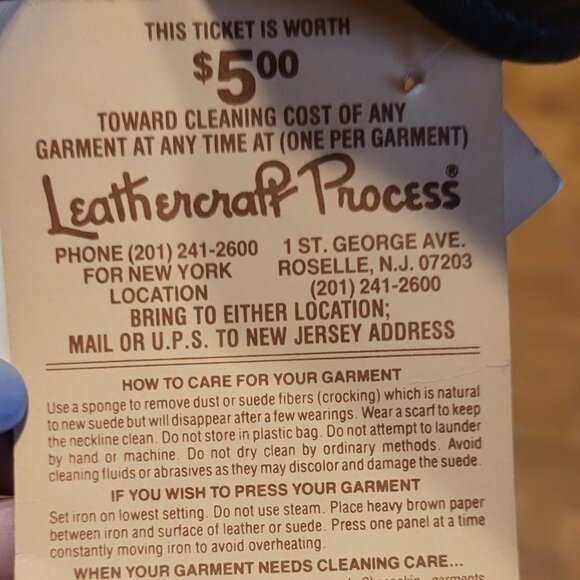 THIS TICKET IS WORTH
$5.00
TOWARD CLEANING COST OF ANY
GARMENT AT ANY TIME AT (ONE PER GARMENT)
Leathercraft Process®
PHONE (201) 241-2600
FOR NEW YORK
LOCATION
1 ST. GEORGE AVE.
ROSELLE, N.J. 07203
(201) 241-2600
BRING TO EITHER LOCATION;
MAIL OR U.P.S. TO NEW JERSEY ADDRESS
HOW TO CARE FOR YOUR GARMENT
Use a sponge to remove dust or suede fibers (crocking) which is natural
to new suede but will disappear after a few wearings. Wear a scarf to keep
the neckline clean. Do not store in plastic bag. Do not attempt to launder
by hand or machine. Do not dry clean by ordinary methods. Avoid
cleaning fluids or abrasives as they may discolor and damage the suede.
IF YOU WISH TO PRESS YOUR GARMENT
Set iron on lowest setting. Do not use steam. Place heavy brown paper
between iron and surface of leather or suede. Press one panel at a time
constantly moving iron to avoid overheating.
WHEN YOUR GARMENT NEEDS CLEANING CARE...
garments